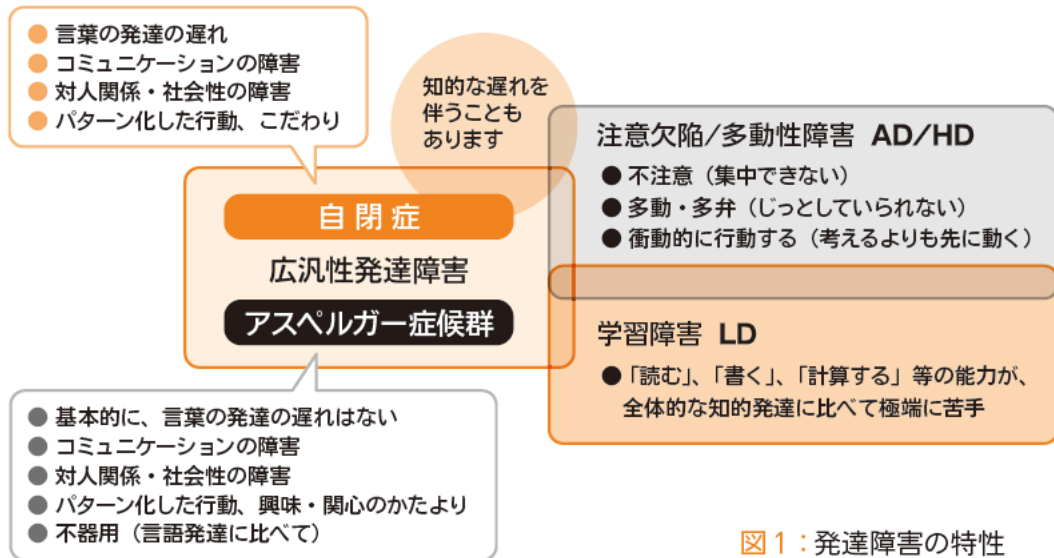 ● 言葉の発達の遅れ
● コミュニケーションの障害
● 対人関係・社会性の障害
● パターン化した行動、こだわり
知的な遅れを
伴うことも
あります
自閉症
広汎性発達障害
アスペルガー症候群
● 基本的に、言葉の発達の遅れはない
● コミュニケーションの障害
● 対人関係・社会性の障害
● パターン化した行動、興味・関心のかたより
● 不器用（言語発達に比べて）
注意欠陥/多動性障害 AD/HD
● 不注意（集中できない）
● 多動・多弁（じっとしていられない）
● 衝動的に行動する（考えるよりも先に動く）
学習障害 LD
● 「読む」、「書く」、「計算する」等の能力が、
全体的な知的発達に比べて極端に苦手
図1：発達障害の特性